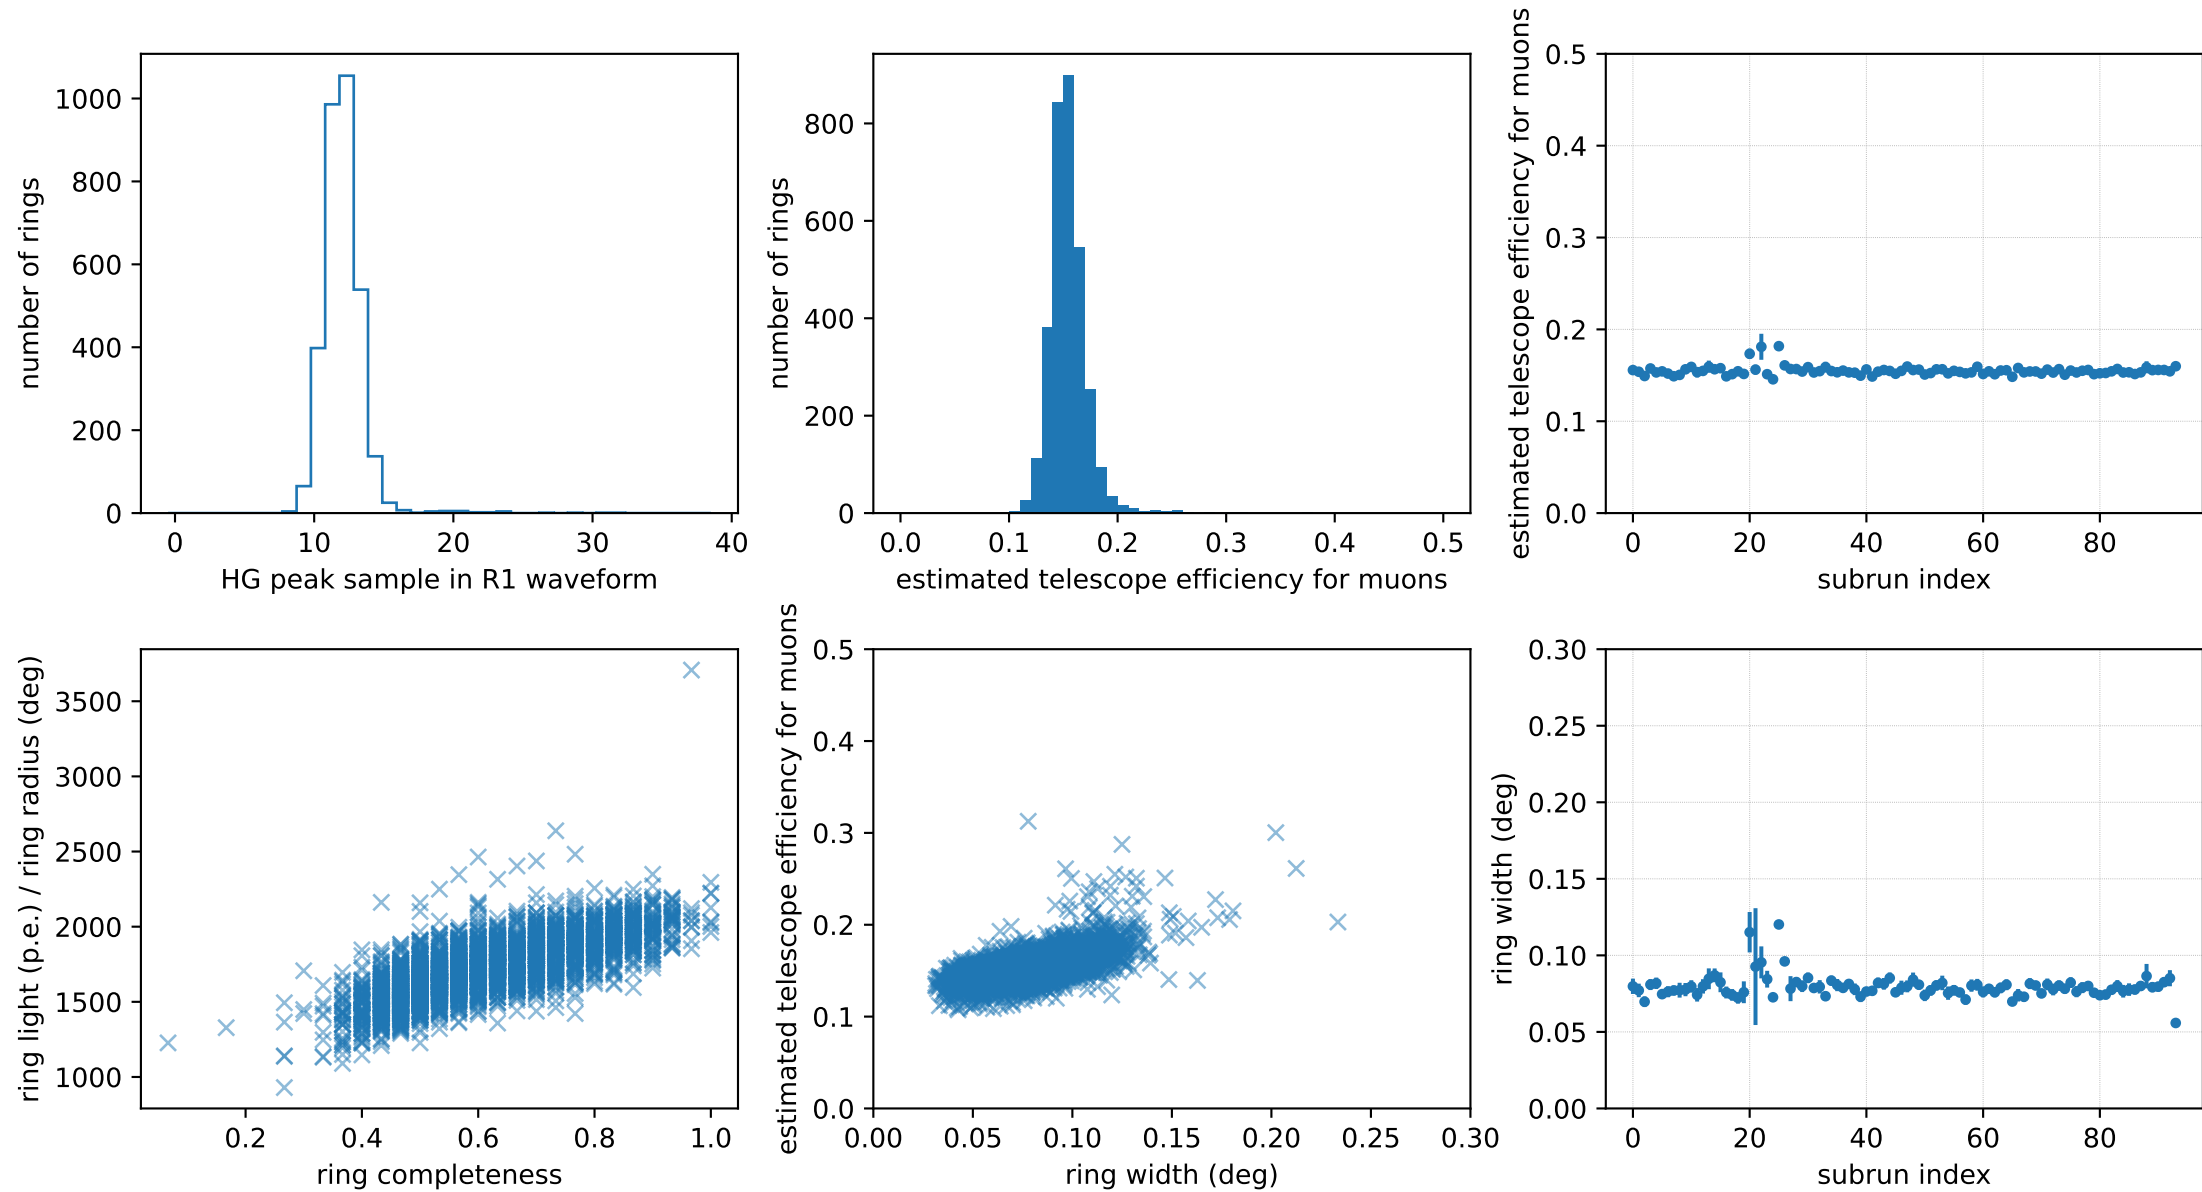 number of rings
1000
800
600
400
200
0
0 10 20 30 40
HG peak sample in R1 waveform
number of rings
800
600
400
200
0
0.0 0.1 0.2 0.3 0.4 0.5
estimated telescope efficiency for muons
estimated telescope efficiency for muons
0.5
0.4
0.3
0.2
0.1
0.0
0 20 40 60 80
subrun index
ring light (p.e.) / ring radius (deg)
3500
3000
2500
2000
1500
1000
0.2 0.4 0.6 0.8 1.0
ring completeness
estimated telescope efficiency for muons
0.5
0.4
0.3
0.2
0.1
0.0
0.00 0.05 0.10 0.15 0.20 0.25 0.30
ring width (deg)
ring width (deg)
0.30
0.25
0.20
0.15
0.10
0.05
0.00
0 20 40 60 80
subrun index